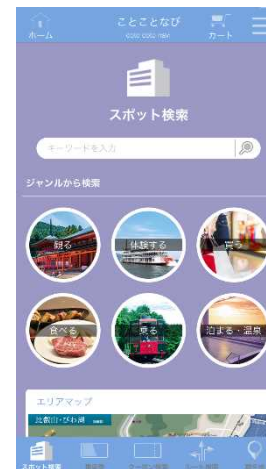 ことことなび
ホーム
coto coto navi
カート
スポット検索
キーワードを入力
ジャンルから検索
観る
体験する
買う
食べる
乗る
泊まる・温泉
エリアマップ
比叡山・びわ湖
スポット検索